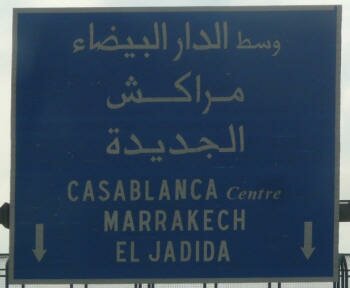 وسط الدار البيضاء
مراكش
الجديدة
CASABLANCA Centre
MARRAKECH
EL JADIDA